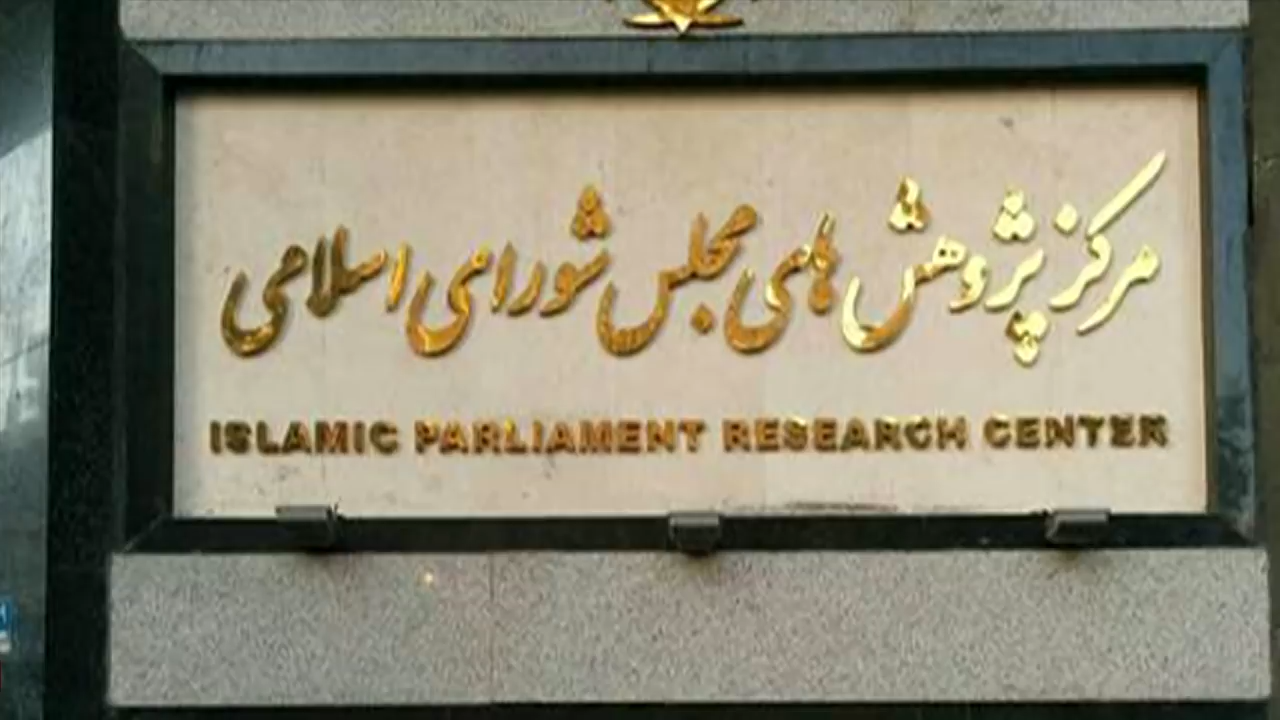 مرکز پژوهش های مجلس شورای اسلامی
ISLAMIC PARLIAMENT RESEARCH CENTER